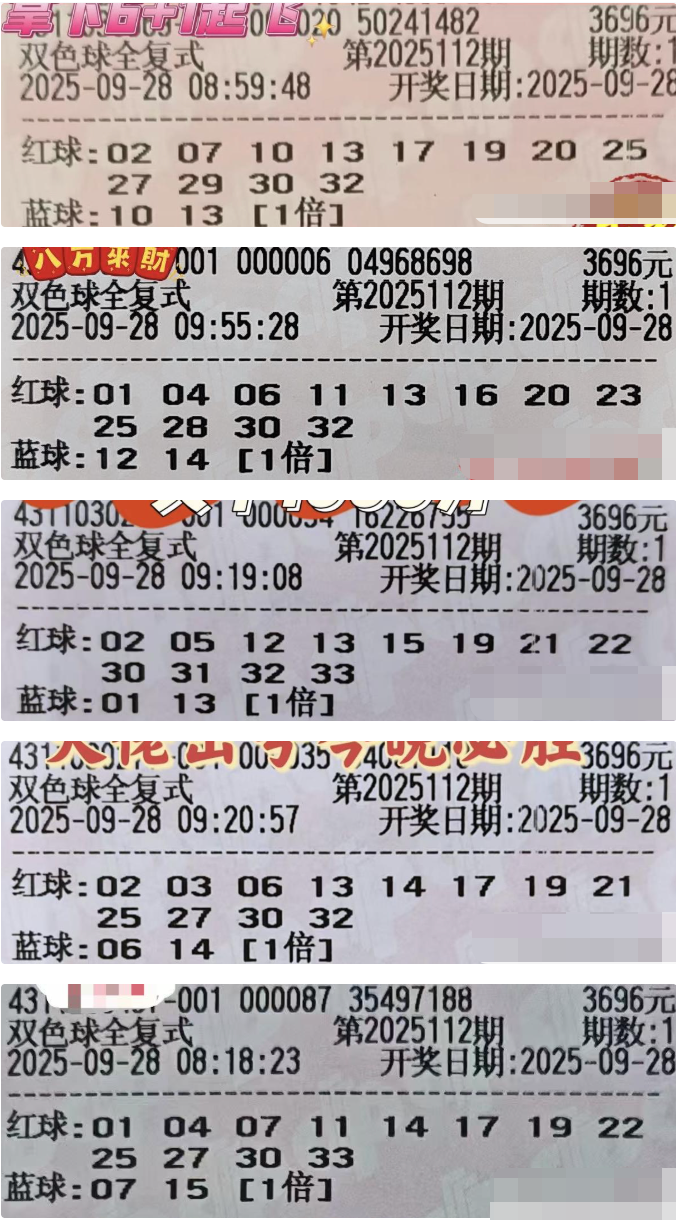 020 50241482 3696元
双色球全复式 第2025112期 期数:1
2025-09-28 08:59:48 开奖日期:2025-09-28
红球:02 07 10 13 17 19 20 25
27 29 30 32
蓝球:10 13 [1倍]
八方来財
001 000006 04968698 3696元
双色球全复式 第2025112期 期数:1
2025-09-28 09:55:28 开奖日期:2025-09-28
红球:01 04 06 11 13 16 20 23
25 28 30 32
蓝球:12 14 [1倍]
3696元
双色球全复式 第2025112期 期数:1
2025-09-28 09:19:08 开奖日期:2025-09-28
红球:02 05 12 13 15 19 21 22
30 31 32 33
蓝球:01 13 [1倍]
大佬出号今晚必胜
3696元
双色球全复式 第2025112期 期数:1
2025-09-28 09:20:57 开奖日期:2025-09-28
红球:02 03 06 13 14 17 19 21
25 27 30 32
蓝球:06 14 [1倍]
-001 000087 35497188 3696元
双色球全复式 第2025112期 期数:1
2025-09-28 08:18:23 开奖日期:2025-09-28
红球:01 04 07 11 14 17 19 22
25 27 30 33
蓝球:07 15 [1倍]